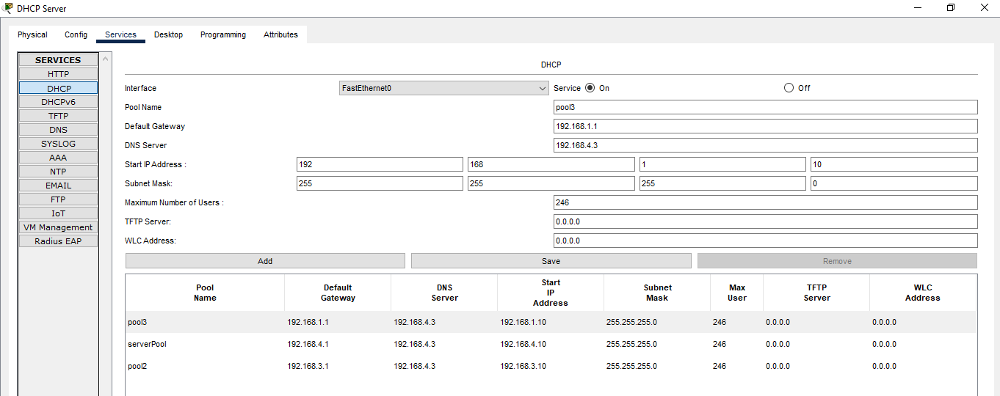 DHCP Server
Physical Config Services Desktop Programming Attributes
SERVICES
HTTP
DHCP
DHCPv6
TFTP
DNS
SYSLOG
AAA
NTP
EMAIL
FTP
IoT
VM Management
Radius EAP
DHCP
Interface FastEthernet0 Service On Off
Pool Name pool3
Default Gateway 192.168.1.1
DNS Server 192.168.4.3
Start IP Address : 192 168 1 10
Subnet Mask: 255 255 255 0
Maximum Number of Users : 246
TFTP Server: 0.0.0.0
WLC Address: 0.0.0.0
Add Save Remove
Pool Name Default Gateway DNS Server Start IP Address Subnet Mask Max User TFTP Server WLC Address
pool3 192.168.1.1 192.168.4.3 192.168.1.10 255.255.255.0 246 0.0.0.0 0.0.0.0
serverPool 192.168.4.1 192.168.4.3 192.168.4.10 255.255.255.0 246 0.0.0.0 0.0.0.0
pool2 192.168.3.1 192.168.4.3 192.168.3.10 255.255.255.0 246 0.0.0.0 0.0.0.0